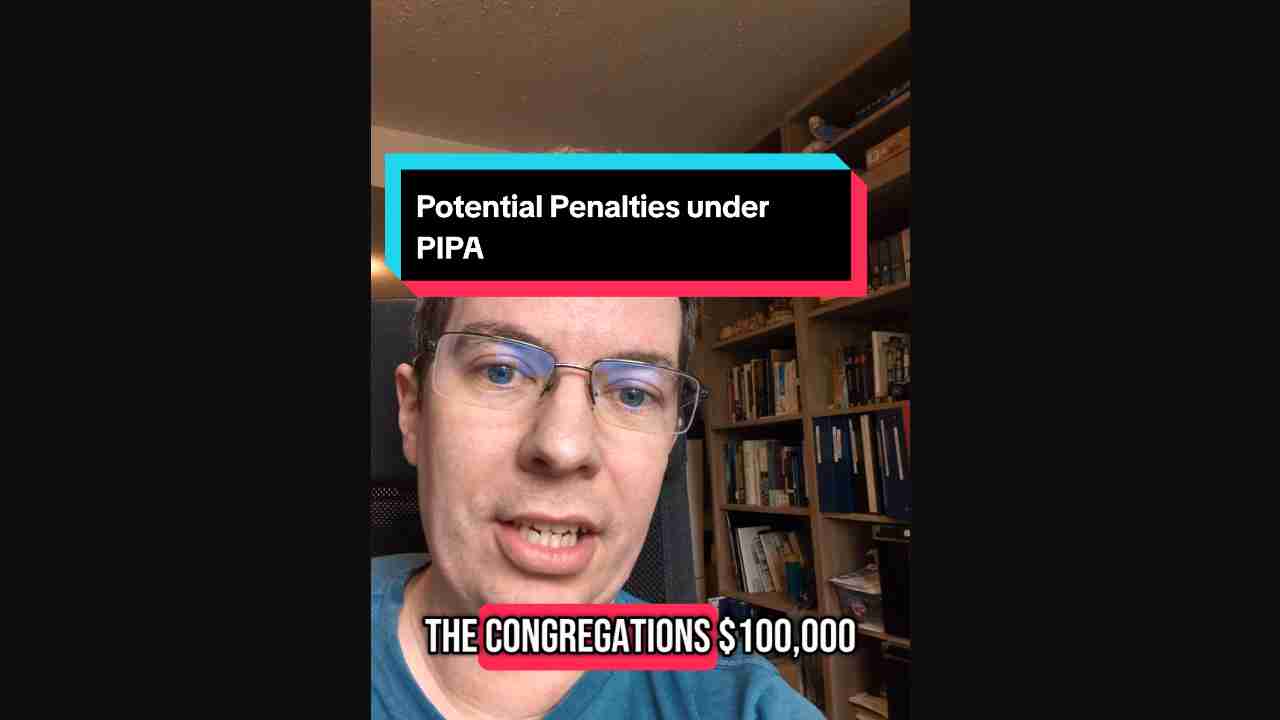 Potential Penalties under
PIPA
THE CONGREGATIONS $100,000